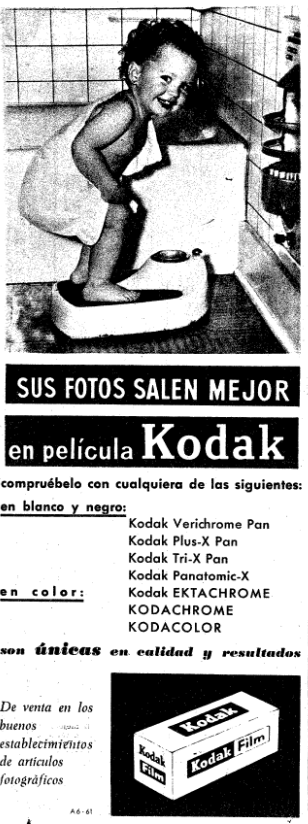 SUS FOTOS SALEN MEJOR
en película Kodak
compruébelo con cualquiera de las siguientes:
en blanco y negro:
Kodak Verichrome Pan
Kodak Plus-X Pan
Kodak Tri-X Pan
Kodak Panatomic-X
en color: Kodak EKTACHROME
KODACHROME
KODACOLOR
son únicas en calidad y resultados
De venta en los
buenos
establecimientos
de artículos
fotográficos
A6-61
Kodak
Kodak
Film
Kodak Film